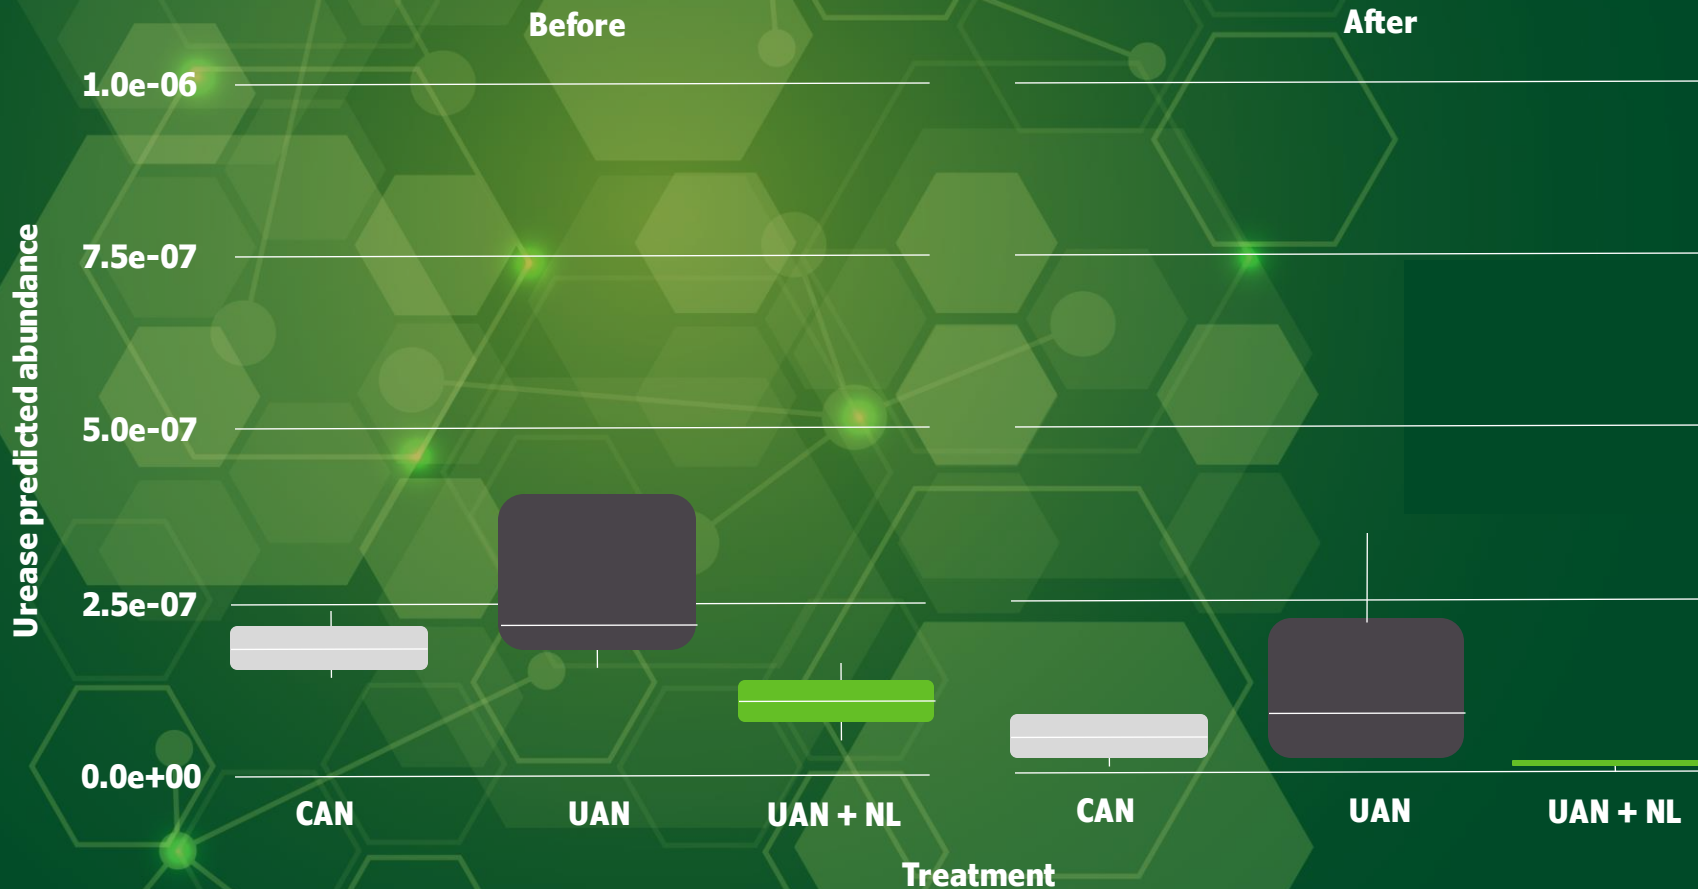 Before
After
1.0e-06
7.5e-07
5.0e-07
2.5e-07
0.0e+00
Urease predicted abundance
CAN
UAN
UAN + NL
CAN
UAN
UAN + NL
Treatment